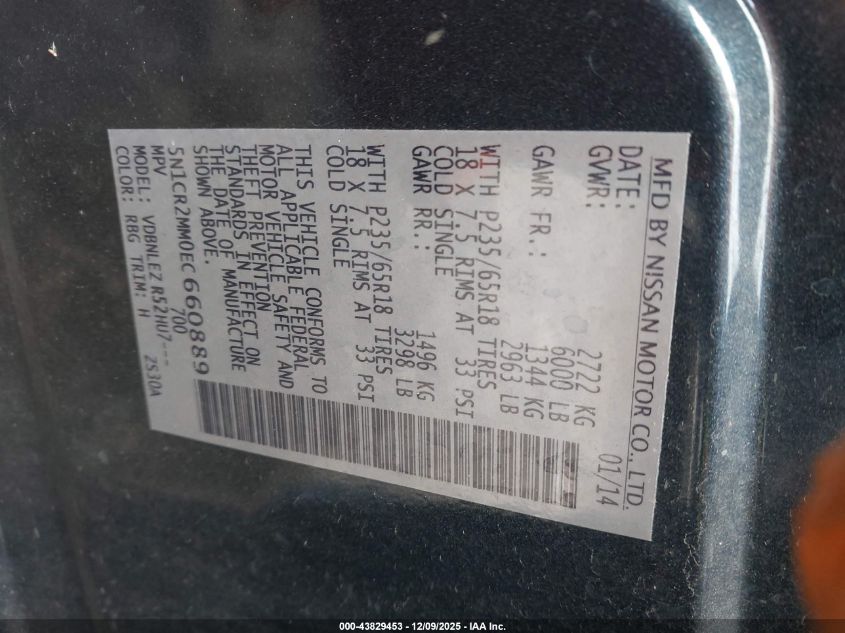 MFD BY NISSAN MOTOR CO., LTD.
DATE: 01/14
GVWR: 2722 KG
6000 LB
GAWR FR.: 1344 KG
2963 LB
WITH P235/65R18 TIRES
18 X 7.5 RIMS AT 33 PSI
COLD SINGLE
GAWR RR.: 1496 KG
3298 LB
WITH P235/65R18 TIRES
18 X 7.5 RIMS AT 33 PSI
COLD SINGLE
THIS VEHICLE CONFORMS TO
ALL APPLICABLE FEDERAL
MOTOR VEHICLE SAFETY AND
THEFT PREVENTION
STANDARDS IN EFFECT ON
THE DATE OF MANUFACTURE
SHOWN ABOVE.
5N1CR2MM0EC660889
MPV 700
MODEL: VDBNLEZ R52HU7---
COLOR: RBG TRIM: H ZS30A
000-43829453 - 12/09/2025 - IAA Inc.